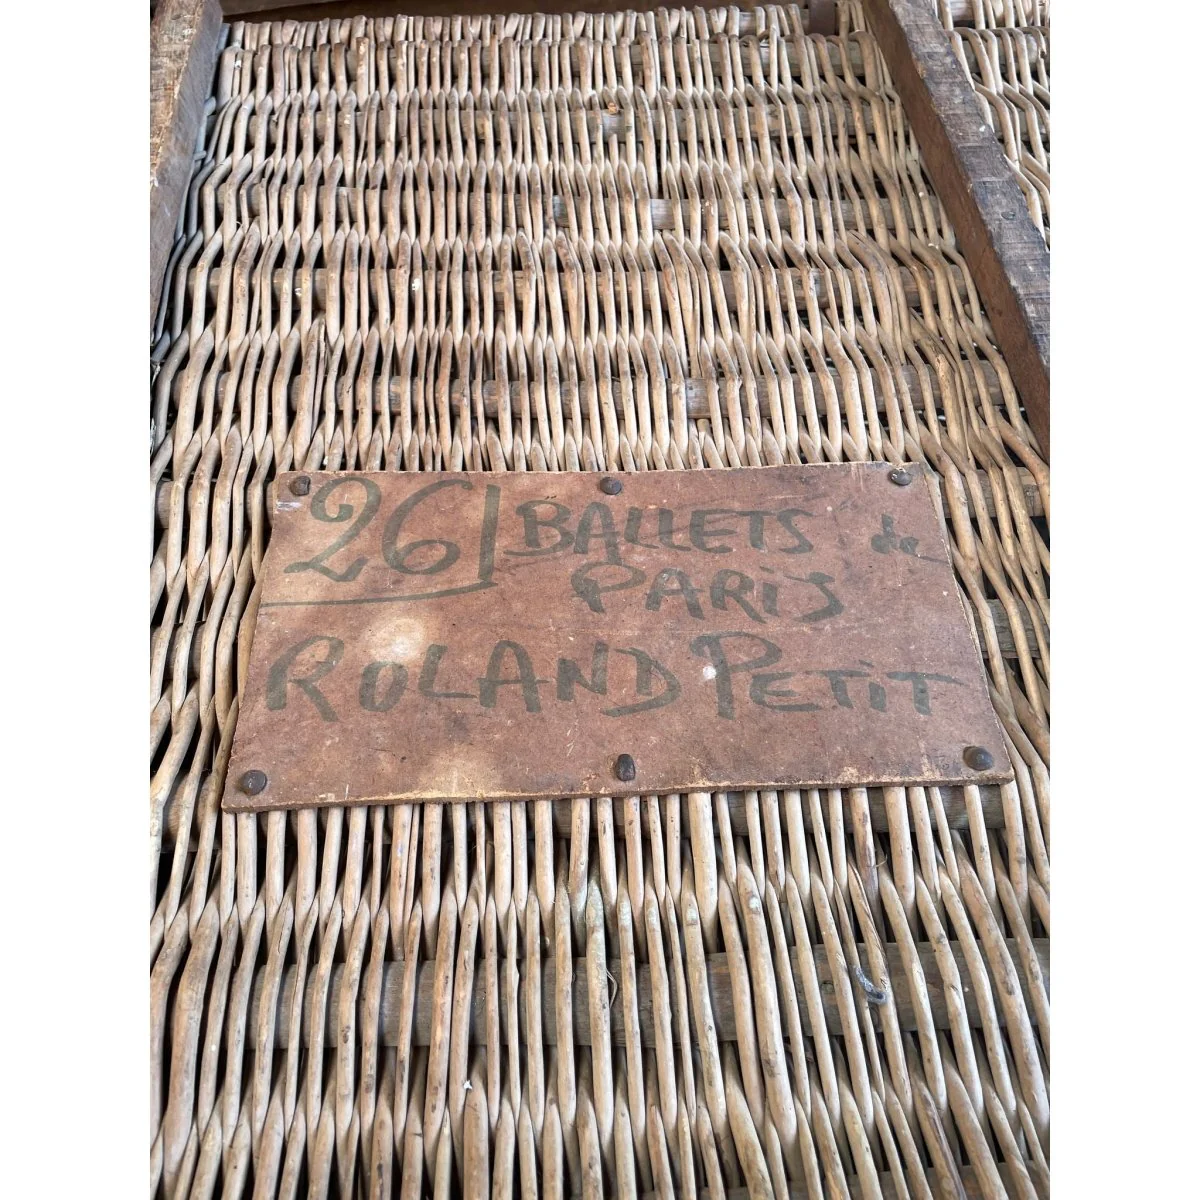 26 BALLETS de
PARIS
ROLAND PETIT